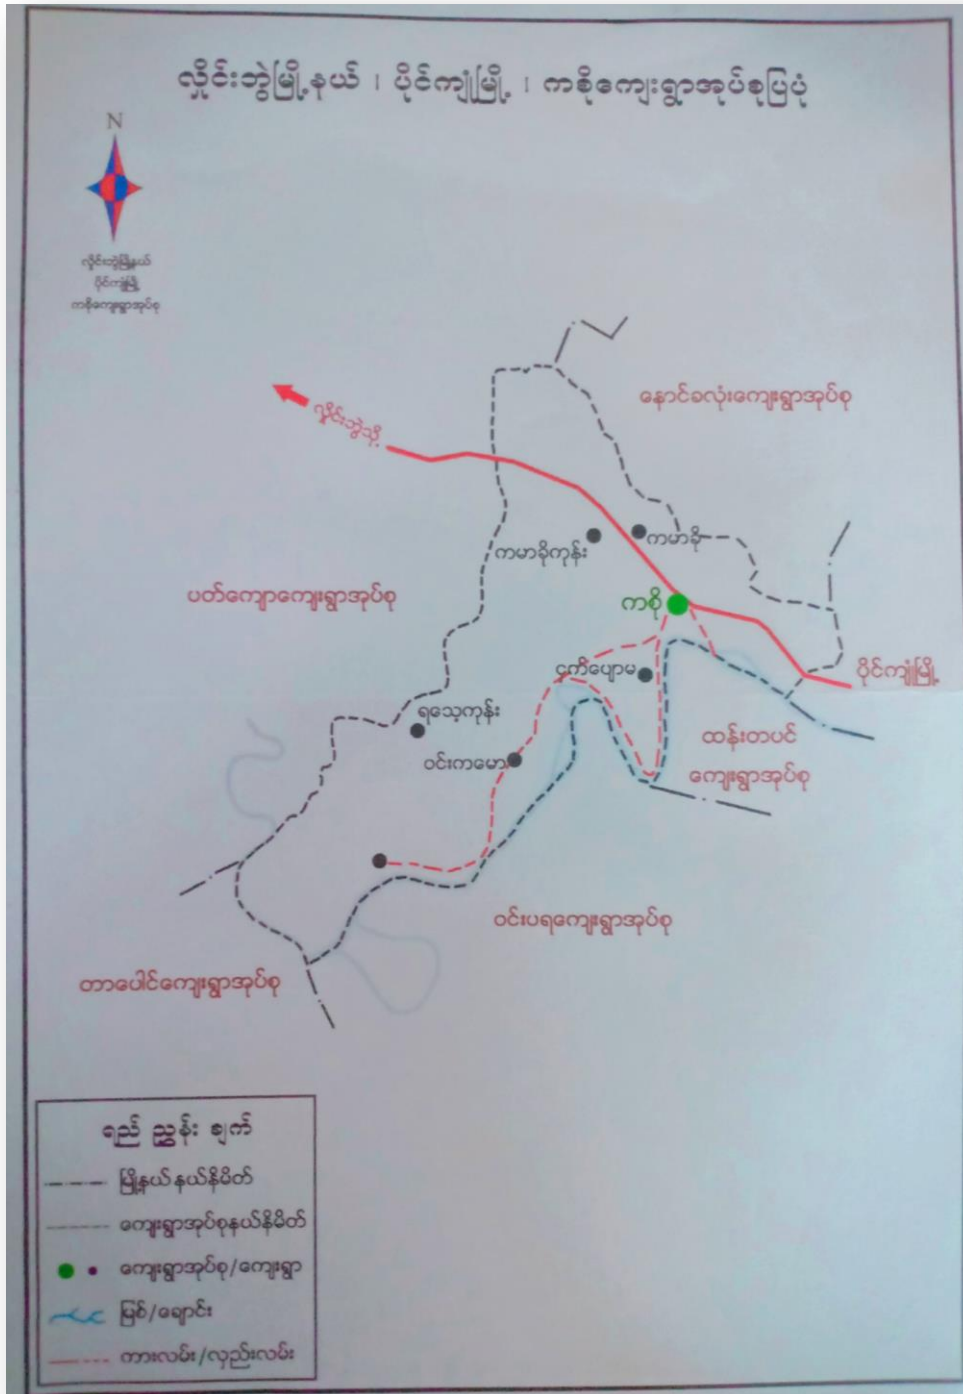 လှိုင်းဘွဲမြို့နယ် ၊ ပိုင်ကျုံမြို့ ၊ ကစိုကျေးရွာအုပ်စုပြပုံ
N
လှိုင်းဘွဲမြို့နယ်
ပိုင်ကျုံမြို့
ကစိုကျေးရွာအုပ်စု
နောင်ခလုံးကျေးရွာအုပ်စု
လှိုင်းဘွဲသို့
ကမာခိုကုန်း
ကမာခို
ပတ်ကျောကျေးရွာအုပ်စု
ကစို
ငှက်ပျောမ
ပိုင်ကျုံမြို့
ရသေ့ကုန်း
ထန်းတပင်
ကျေးရွာအုပ်စု
ဝင်းကမော
ဝင်းပရကျေးရွာအုပ်စု
တာပေါင်ကျေးရွာအုပ်စု
ရည် ညွှန်း ချက်
မြို့နယ်နယ်နိမိတ်
ကျေးရွာအုပ်စုနယ်နိမိတ်
ကျေးရွာအုပ်စု/ကျေးရွာ
မြစ်/ချောင်း
ကားလမ်း/လှည်းလမ်း